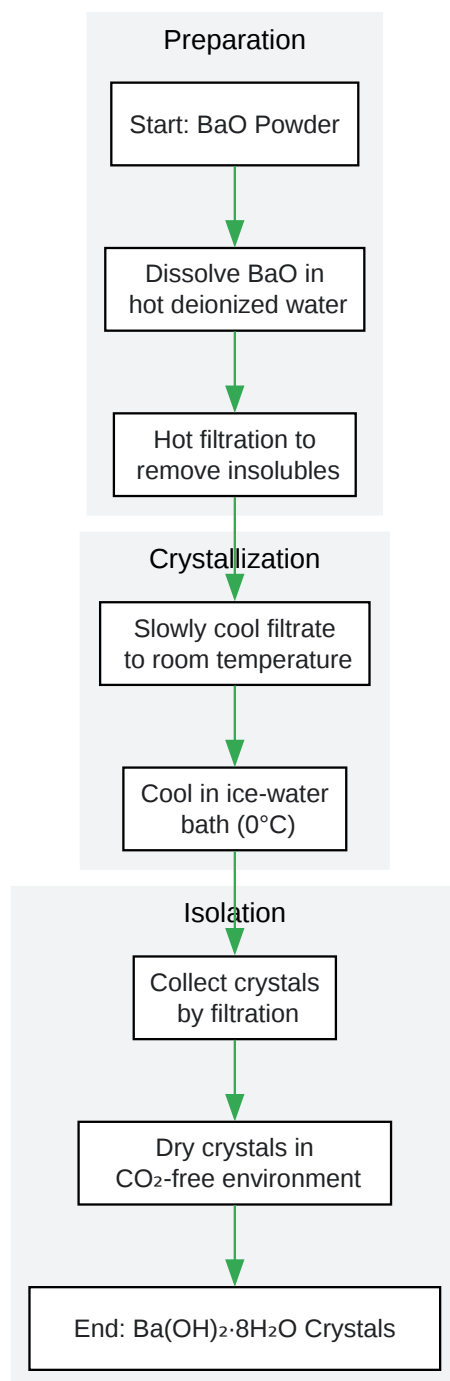 Preparation
Start: BaO Powder
Dissolve BaO in
hot deionized water
Hot filtration to
remove insolubles
Crystallization
Slowly cool filtrate
to room temperature
Cool in ice-water
bath (0°C)
Isolation
Collect crystals
by filtration
Dry crystals in
CO₂-free environment
End: Ba(OH)₂·8H₂O Crystals